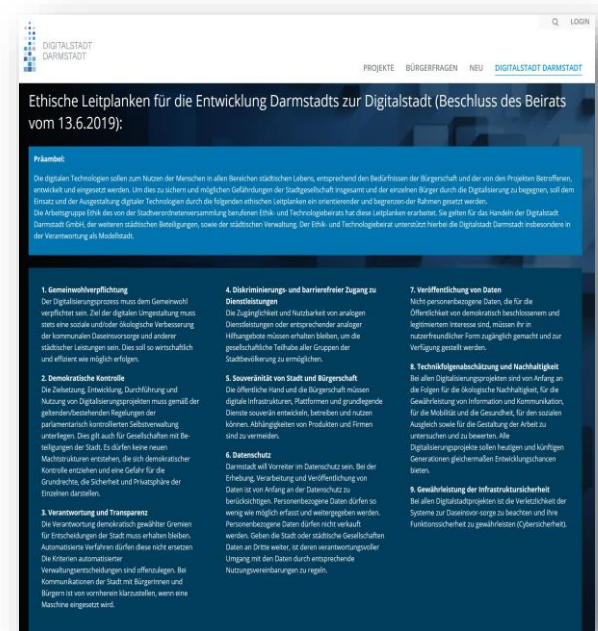 LOGIN
DIGITALSTADT
DARMSTADT
PROJEKTE BÜRGERFRAGEN NEU DIGITALSTADT DARMSTADT
Ethische Leitplanken für die Entwicklung Darmstadts zur Digitalstadt (Beschluss des Beirats
vom 13.6.2019):
Präambel:
Die digitalen Technologien sollen zum Nutzen der Menschen in allen Bereichen städtischen Lebens, entsprechend den Bedürfnissen der Bürgerschaft und der von den Projekten Betroffenen,
entwickelt und eingesetzt werden. Um dies zu sichern und möglichen Gefährdungen der Stadtgesellschaft insgesamt und der einzelnen Bürger durch die Digitalisierung zu begegnen, soll dem
Einsatz und der Ausgestaltung digitaler Technologien durch die folgenden ethischen Leitplanken ein orientierender und begrenzender Rahmen gesetzt werden.
Die Arbeitsgruppe Ethik des von der Stadtverordnetenversammlung berufenen Ethik- und Technologiebeirats hat diese Leitplanken erarbeitet. Sie gelten für das Handeln der Digitalstadt
Darmstadt GmbH, der weiteren städtischen Beteiligungen, sowie der städtischen Verwaltung. Der Ethik- und Technologiebeirat unterstützt hierbei die Digitalstadt Darmstadt insbesondere in
der Verantwortung als Modellstadt.
1. Gemeinwohlverpflichtung
Der Digitalisierungsprozess muss dem Gemeinwohl
verpflichtet sein. Ziel der digitalen Umgestaltung muss
stets eine soziale und/oder ökologische Verbesserung
der kommunalen Daseinsvorsorge und anderer
städtischer Leistungen sein. Dies soll so wirtschaftlich
und effizient wie möglich erfolgen.
2. Demokratische Kontrolle
Die Zielsetzung, Entwicklung, Durchführung und
Nutzung von Digitalisierungsprojekten muss gemäß der
geltenden/bestehenden Regelungen der
parlamentarisch kontrollierten Selbstverwaltung
unterliegen. Dies gilt auch für Gesellschaften mit Be-
teiligungen der Stadt. Es dürfen keine neuen
Machtstrukturen entstehen, die sich demokratischer
Kontrolle entziehen und eine Gefahr für die
Grundrechte, die Sicherheit und Privatsphäre der
Einzelnen darstellen.
3. Verantwortung und Transparenz
Die Verantwortung demokratisch gewählter Gremien
für Entscheidungen der Stadt muss erhalten bleiben.
Automatisierte Verfahren dürfen diese nicht ersetzen
Die Kriterien automatisierter
Verwaltungsentscheidungen sind offenzulegen. Bei
Kommunikationen der Stadt mit Bürgerinnen und
Bürgern ist von vornherein klarzustellen, wenn eine
Maschine eingesetzt wird.
4. Diskriminierungs- und barrierefreier Zugang zu
Dienstleistungen
Die Zugänglichkeit und Nutzbarkeit von analogen
Dienstleistungen oder entsprechender analoger
Hilfsangebote müssen erhalten bleiben, um die
gesellschaftliche Teilhabe aller Gruppen der
Stadtbevölkerung zu ermöglichen.
5. Souveränität von Stadt und Bürgerschaft
Die öffentliche Hand und die Bürgerschaft müssen
digitale Infrastrukturen, Plattformen und grundlegende
Dienste souverän entwickeln, betreiben und nutzen
können. Abhängigkeiten von Produkten und Firmen
sind zu vermeiden.
6. Datenschutz
Darmstadt will Vorreiter im Datenschutz sein. Bei der
Erhebung, Verarbeitung und Veröffentlichung von
Daten ist von Anfang an der Datenschutz zu
berücksichtigen. Personenbezogene Daten dürfen so
wenig wie möglich erfasst und weitergegeben werden.
Personenbezogene Daten dürfen nicht verkauft
werden. Geben die Stadt oder städtische Gesellschaften
Daten an Dritte weiter, ist deren verantwortungsvoller
Umgang mit den Daten durch entsprechende
Nutzungsvereinbarungen zu regeln.
7. Veröffentlichung von Daten
Nicht-personenbezogene Daten, die für die
Öffentlichkeit von demokratisch beschlossenem und
legitimiertem Interesse sind, müssen ihr in
nutzerfreundlicher Form zugänglich gemacht und zur
Verfügung gestellt werden.
8. Technikfolgenabschätzung und Nachhaltigkeit
Bei allen Digitalisierungsprojekten sind von Anfang an
die Folgen für die ökologische Nachhaltigkeit, für die
Gewährleistung von Information und Kommunikation,
für die Mobilität und die Gesundheit, für den sozialen
Ausgleich sowie für die Gestaltung der Arbeit zu
untersuchen und zu bewerten. Alle
Digitalisierungsprojekte sollen heutigen und künftigen
Generationen gleichermaßen Entwicklungschancen
bieten.
9. Gewährleistung der Infrastruktursicherheit
Bei allen Digitalstadtprojekten ist die Verletzlichkeit der
Systeme zur Daseinsvor-sorge zu beachten und ihre
Funktionssicherheit zu gewährleisten (Cybersicherheit).